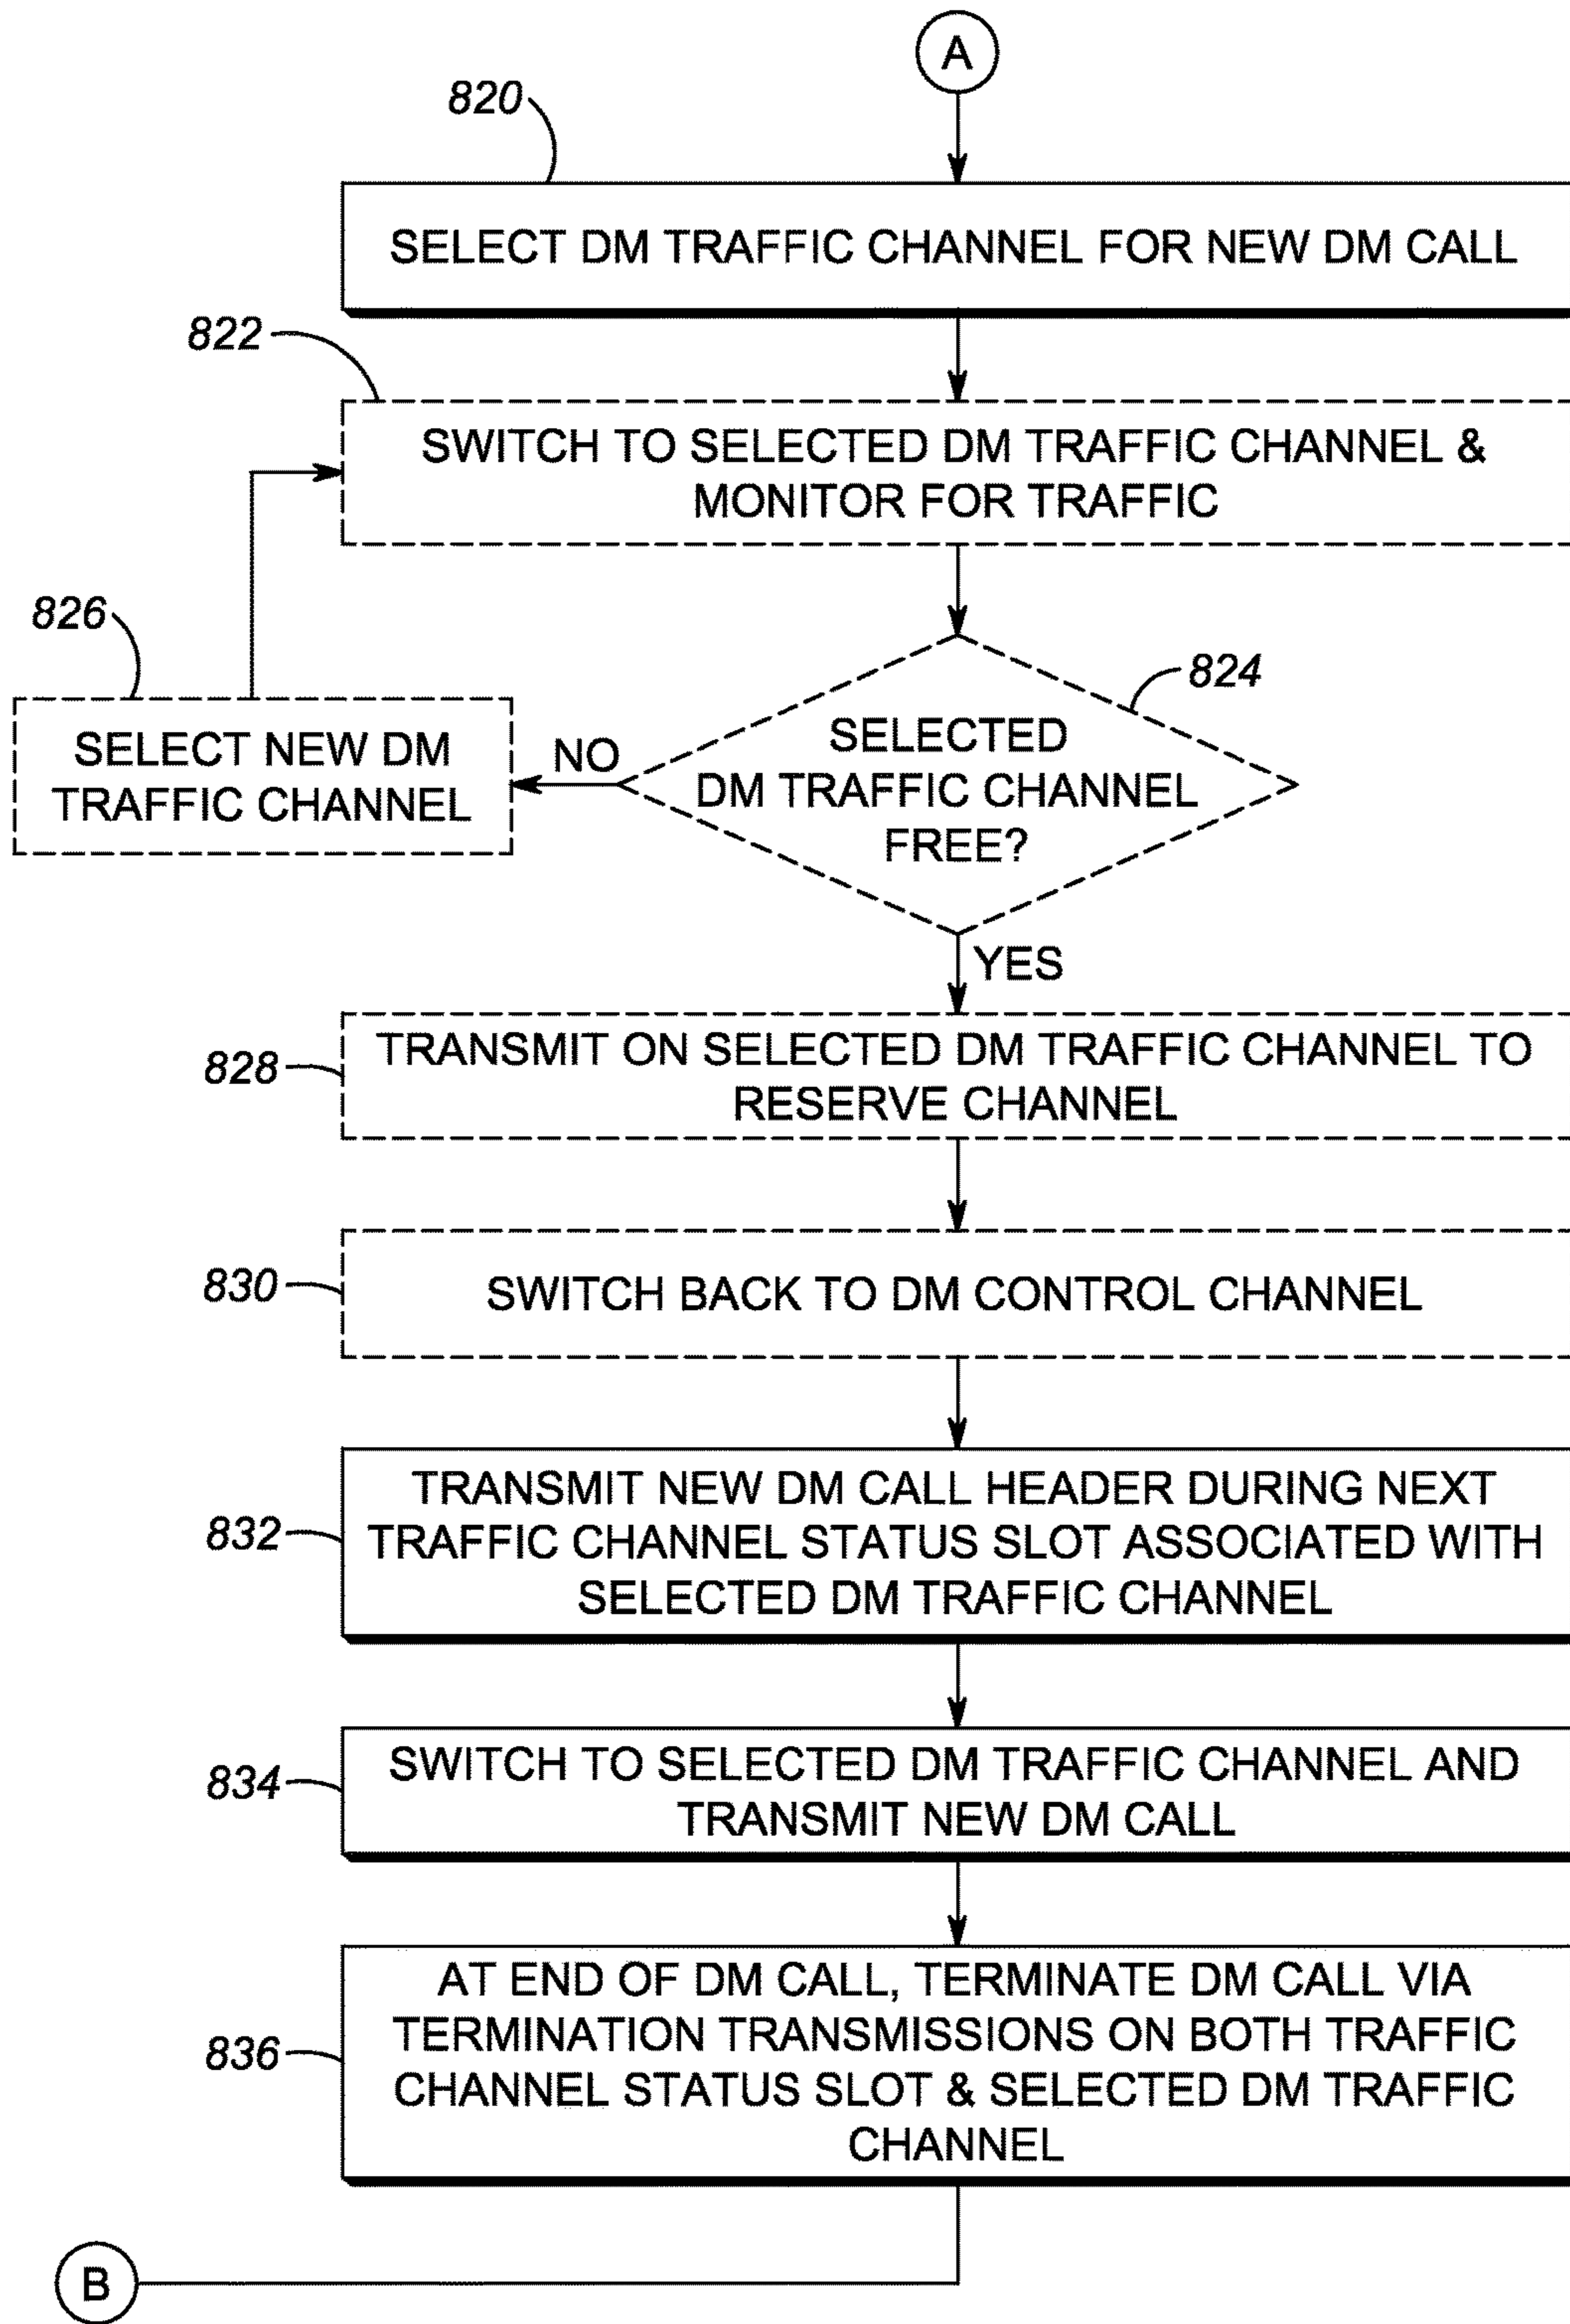 A
820
SELECT DM TRAFFIC CHANNEL FOR NEW DM CALL
822
SWITCH TO SELECTED DM TRAFFIC CHANNEL &
MONITOR FOR TRAFFIC
826
824
SELECT NEW DM
TRAFFIC CHANNEL
NO
SELECTED
DM TRAFFIC CHANNEL
FREE?
YES
828
TRANSMIT ON SELECTED DM TRAFFIC CHANNEL TO
RESERVE CHANNEL
830
SWITCH BACK TO DM CONTROL CHANNEL
832
TRANSMIT NEW DM CALL HEADER DURING NEXT
TRAFFIC CHANNEL STATUS SLOT ASSOCIATED WITH
SELECTED DM TRAFFIC CHANNEL
834
SWITCH TO SELECTED DM TRAFFIC CHANNEL AND
TRANSMIT NEW DM CALL
836
AT END OF DM CALL, TERMINATE DM CALL VIA
TERMINATION TRANSMISSIONS ON BOTH TRAFFIC
CHANNEL STATUS SLOT & SELECTED DM TRAFFIC
CHANNEL
B